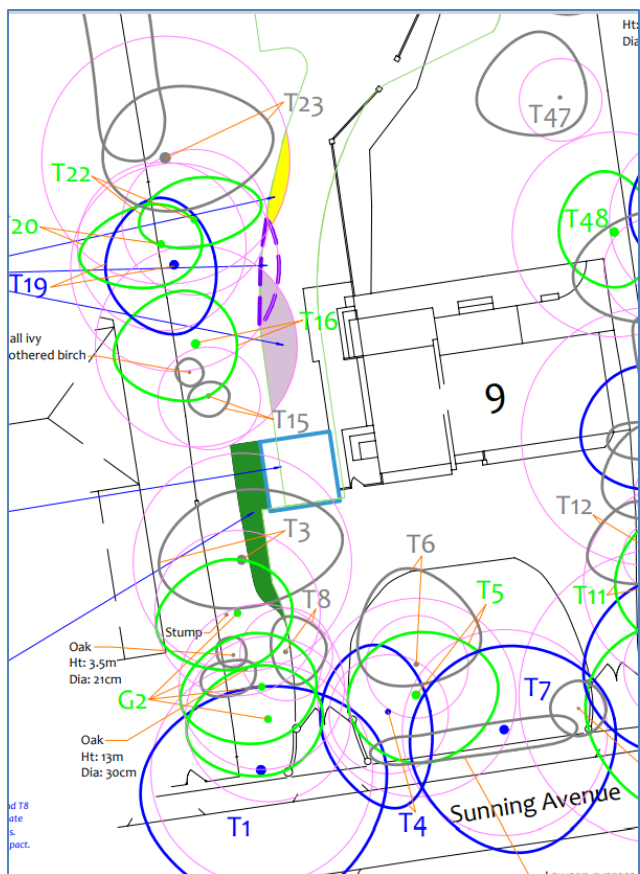 Ht:
Dia
T23
T47
T22
T20
T48
T19
T16
all ivy
othered birch
9
T15
T12
T3
T6
T5
T8
T11
Stump
Oak
Ht: 3.5m
Dia: 21cm
G2
T7
Oak
Ht: 13m
Dia: 30cm
Sunning Avenue
nd T8
ate
s.
pact.
T1
T4